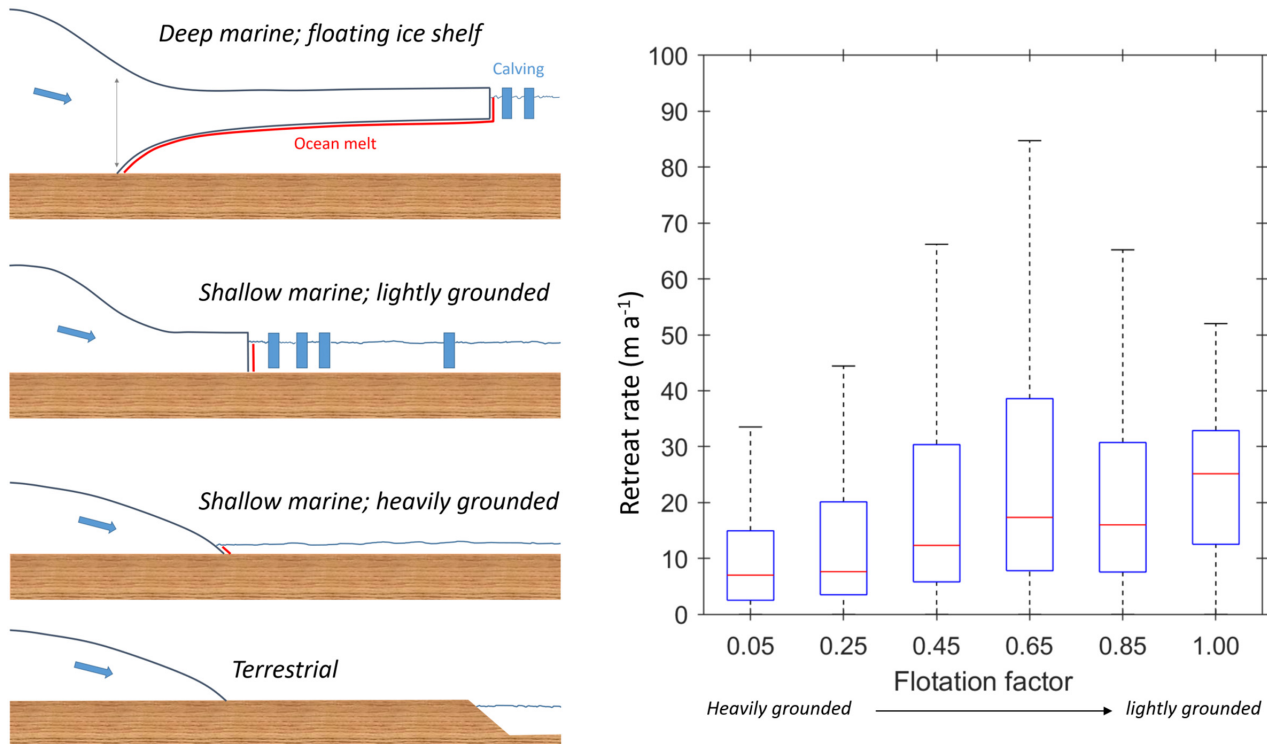 Deep marine; floating ice shelf
Calving
Ocean melt
Shallow marine; lightly grounded
Shallow marine; heavily grounded
Terrestrial
100
90
80
70
60
50
40
30
20
10
0
Retreat rate (m a⁻¹)
0.05 0.25 0.45 0.65 0.85 1.00
Flotation factor
Heavily grounded lightly grounded